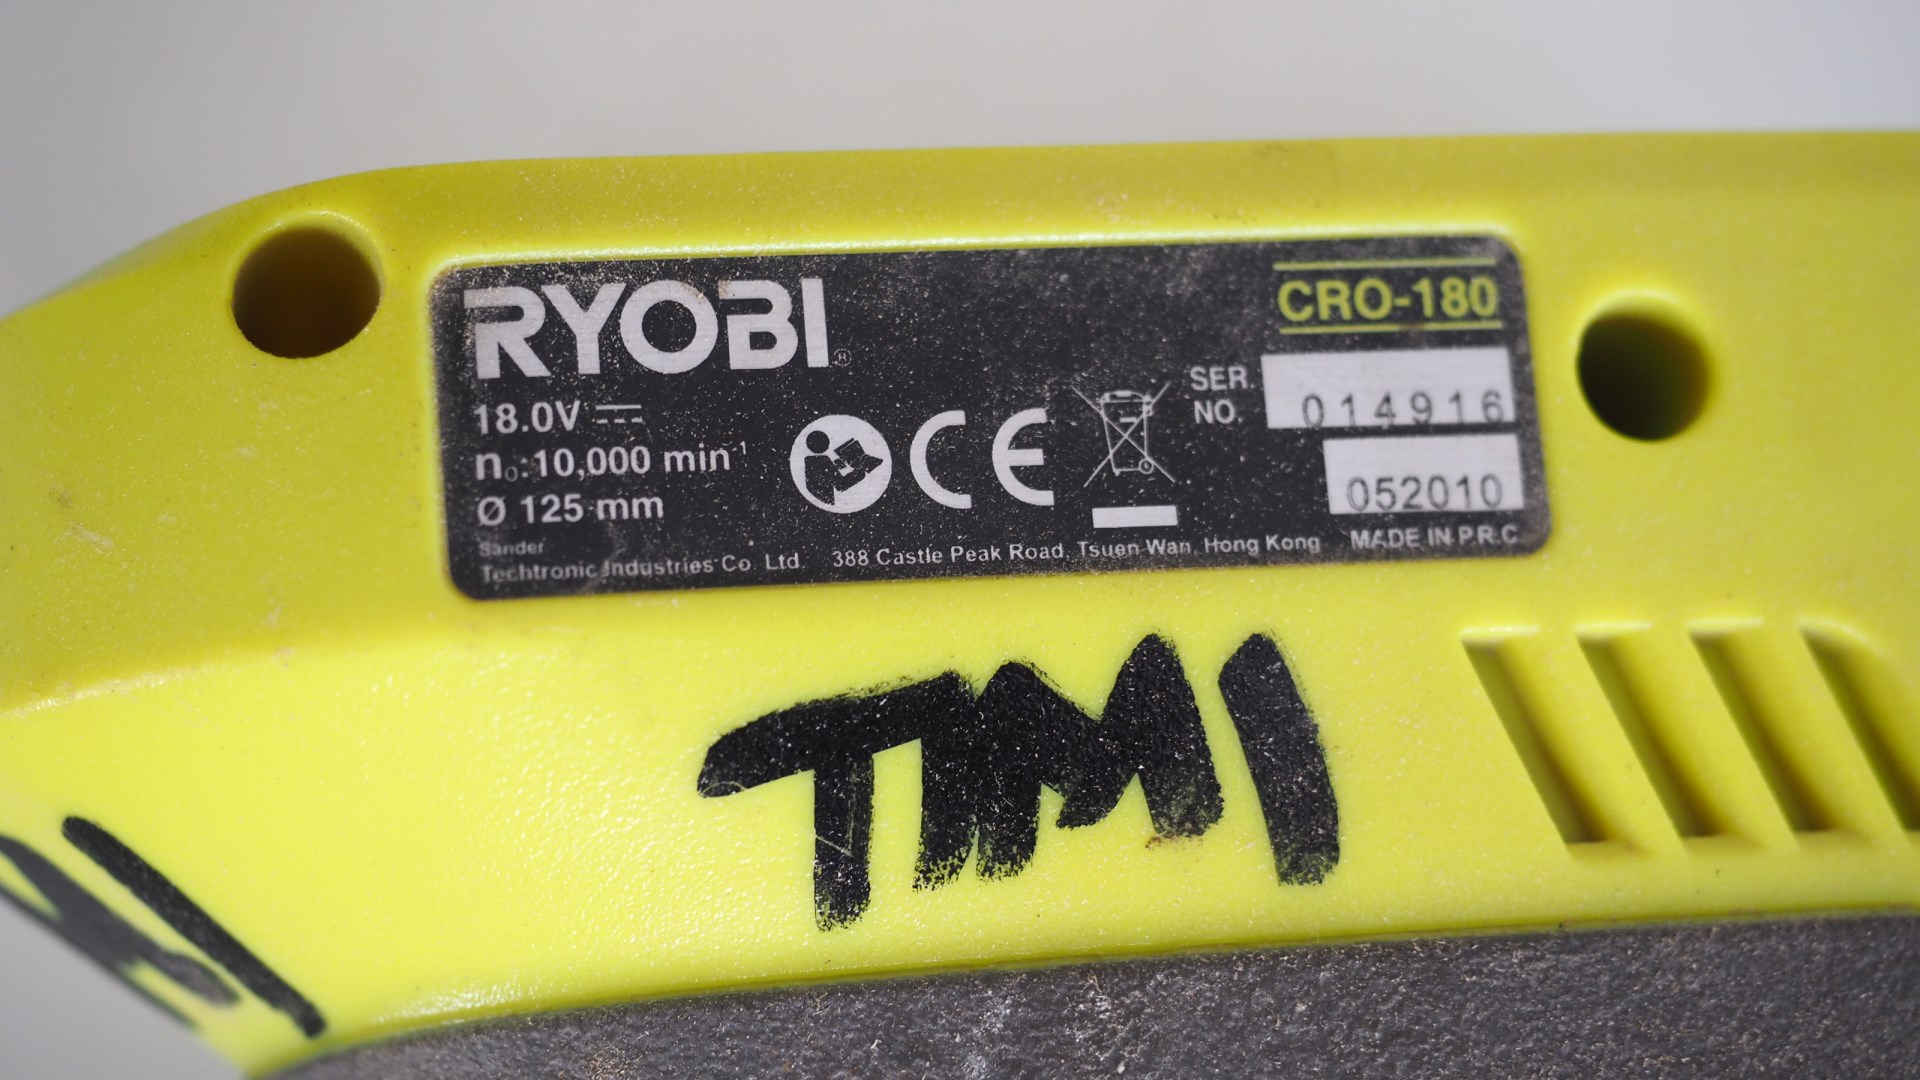 RYOBI®
CRO-180
18.0V
n₀:10,000 min⁻¹
Ø 125 mm
CE
SER. NO. 014916
052010
Sander
Techtronic Industries Co. Ltd. 388 Castle Peak Road, Tsuen Wan, Hong Kong
MADE IN P.R.C
TM1